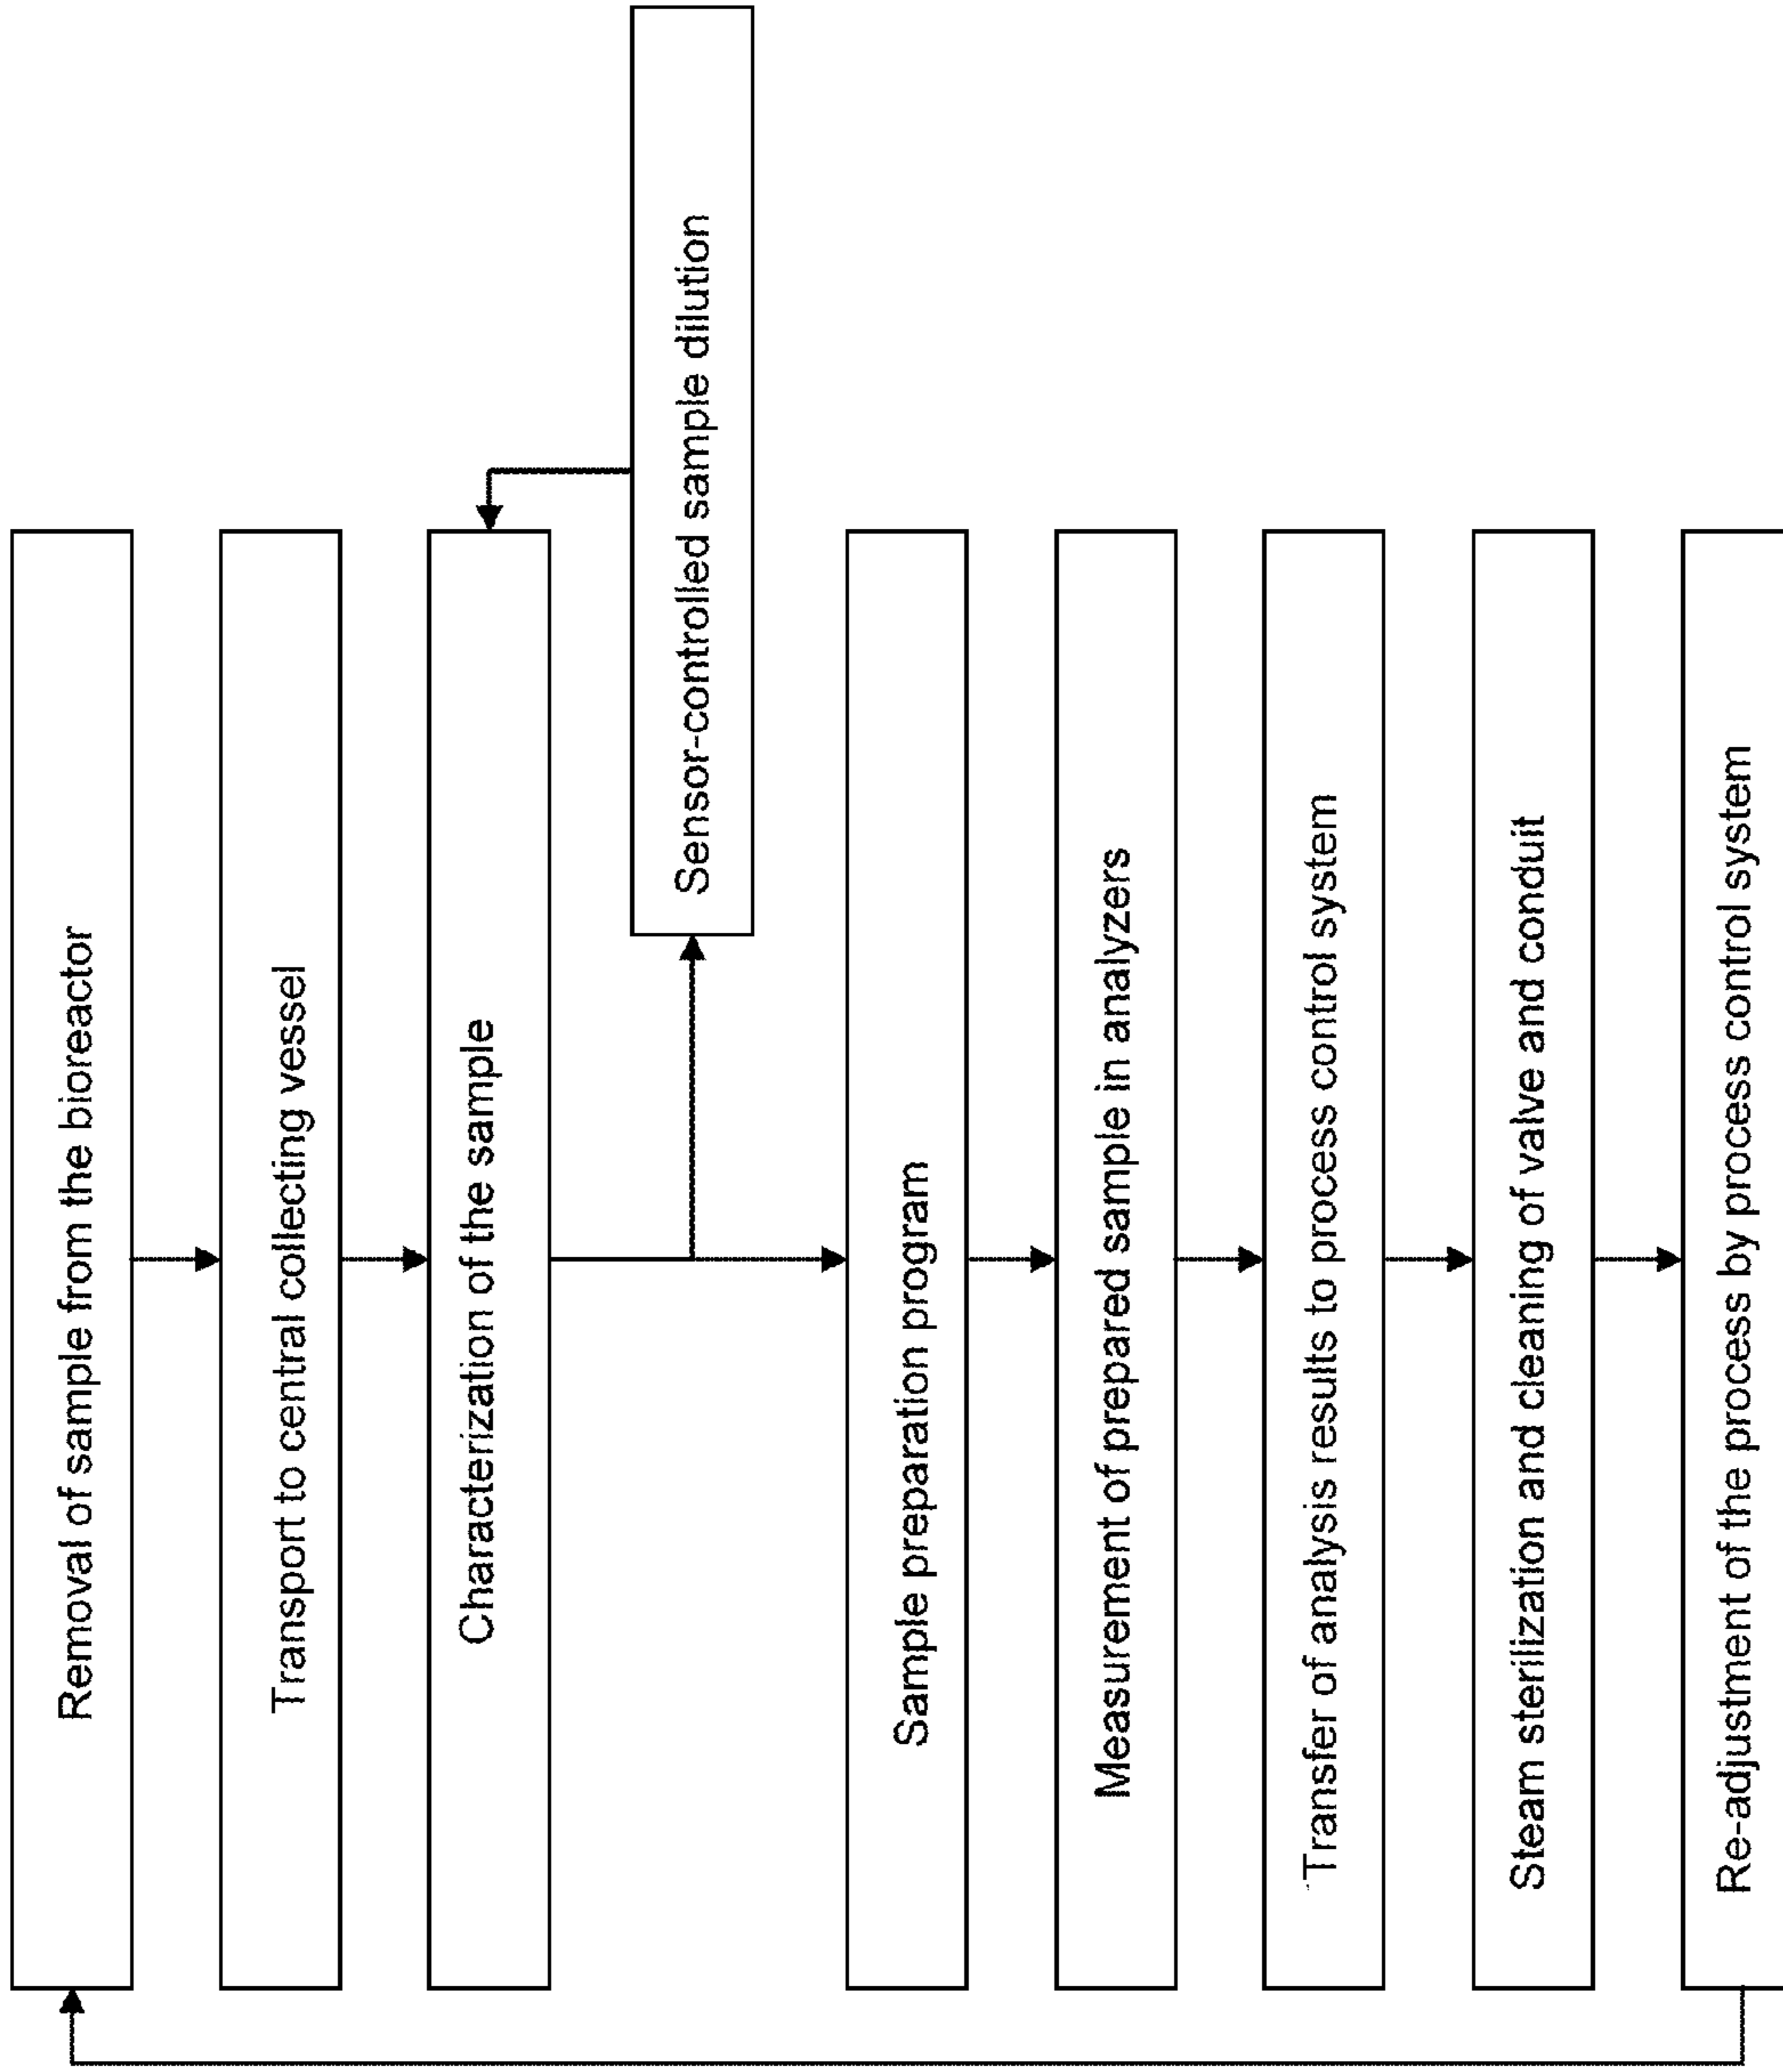 Removal of sample from the bioreactor
Transport to central collecting vessel
Characterization of the sample
Sensor-controlled sample dilution
Sample preparation program
Measurement of prepared sample in analyzers
Transfer of analysis results to process control system
Steam sterilization and cleaning of valve and conduit
Re-adjustment of the process by process control system